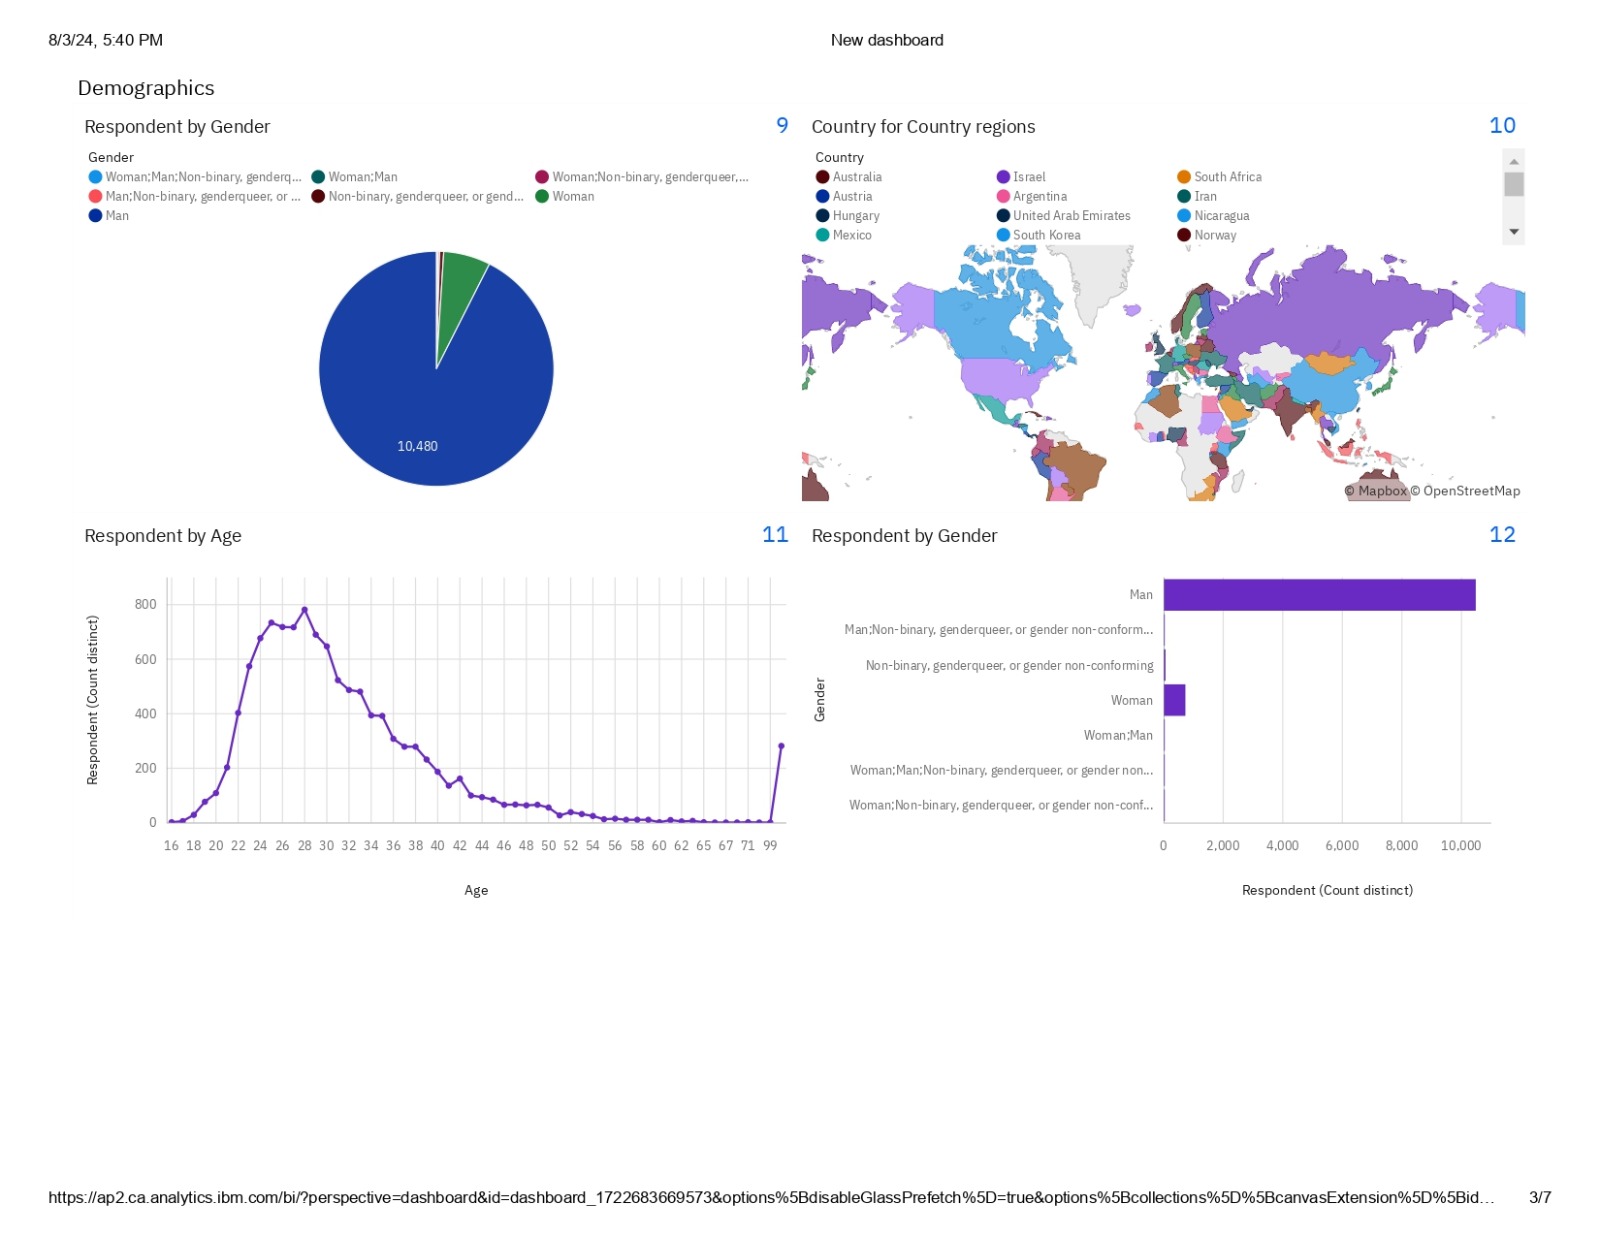 8/3/24, 5:40 PM New dashboard
Demographics
Respondent by Gender 9
Gender
Woman;Man;Non-binary, genderq... Woman;Man Woman;Non-binary, genderqueer,...
Man;Non-binary, genderqueer, or ... Non-binary, genderqueer, or gend... Woman
Man
10,480
Country for Country regions 10
Country
Australia Israel South Africa
Austria Argentina Iran
Hungary United Arab Emirates Nicaragua
Mexico South Korea Norway
© Mapbox © OpenStreetMap
Respondent by Age 11
Respondent (Count distinct)
800
600
400
200
0
16 18 20 22 24 26 28 30 32 34 36 38 40 42 44 46 48 50 52 54 56 58 60 62 65 67 71 99
Age
Respondent by Gender 12
Gender
Man
Man;Non-binary, genderqueer, or gender non-conform...
Non-binary, genderqueer, or gender non-conforming
Woman
Woman;Man
Woman;Man;Non-binary, genderqueer, or gender non...
Woman;Non-binary, genderqueer, or gender non-conf...
0 2,000 4,000 6,000 8,000 10,000
Respondent (Count distinct)
https://ap2.ca.analytics.ibm.com/bi/?perspective=dashboard&id=dashboard_1722683669573&options%5BdisableGlassPrefetch%5D=true&options%5Bcollections%5D%5BcanvasExtension%5D%5Bid… 3/7